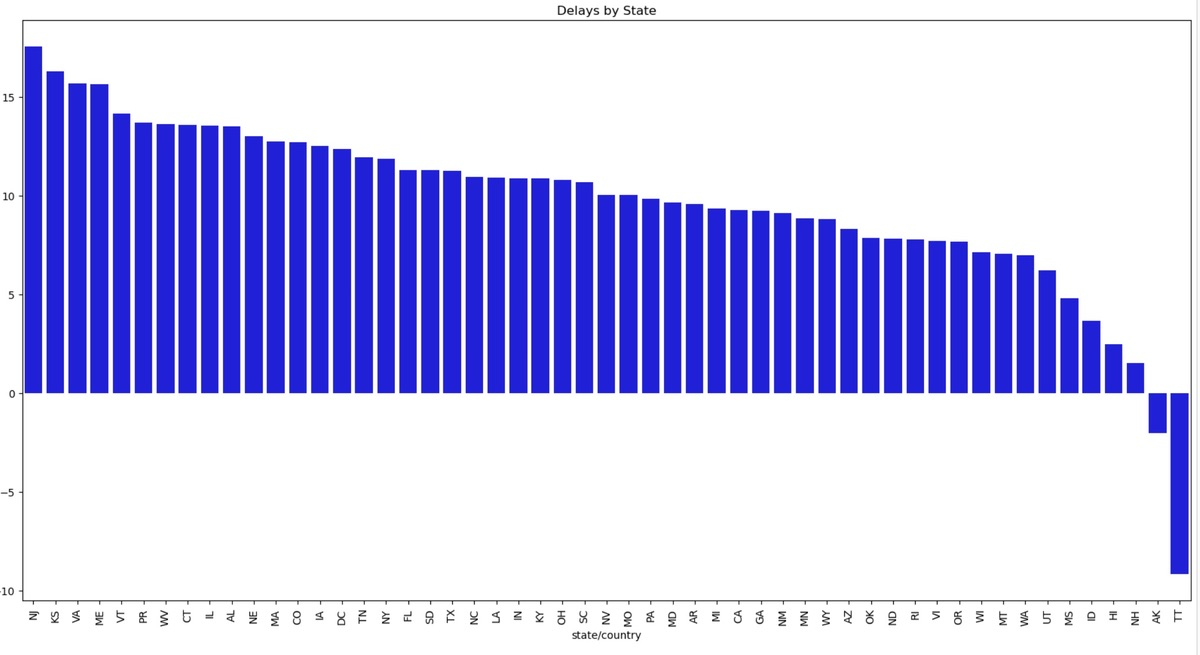 Delays by State
15
10
5
0
−5
10
NJ KS VA ME VT PR WV CT IL AL NE MA CO IA DC TN NY FL SD TX NC LA IN KY OH SC NV MO PA MD AR MI CA GA NM MN WY AZ OK ND RI VI OR WI MT WA UT MS ID HI NH AK TT
state/country